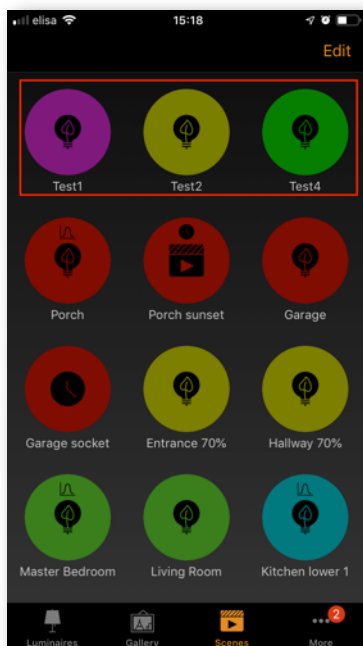 elisa 15:18
Edit
Test1 Test2 Test4
Porch Porch sunset Garage
Garage socket Entrance 70% Hallway 70%
Master Bedroom Living Room Kitchen lower 1
2
Luminaires Gallery Scenes More